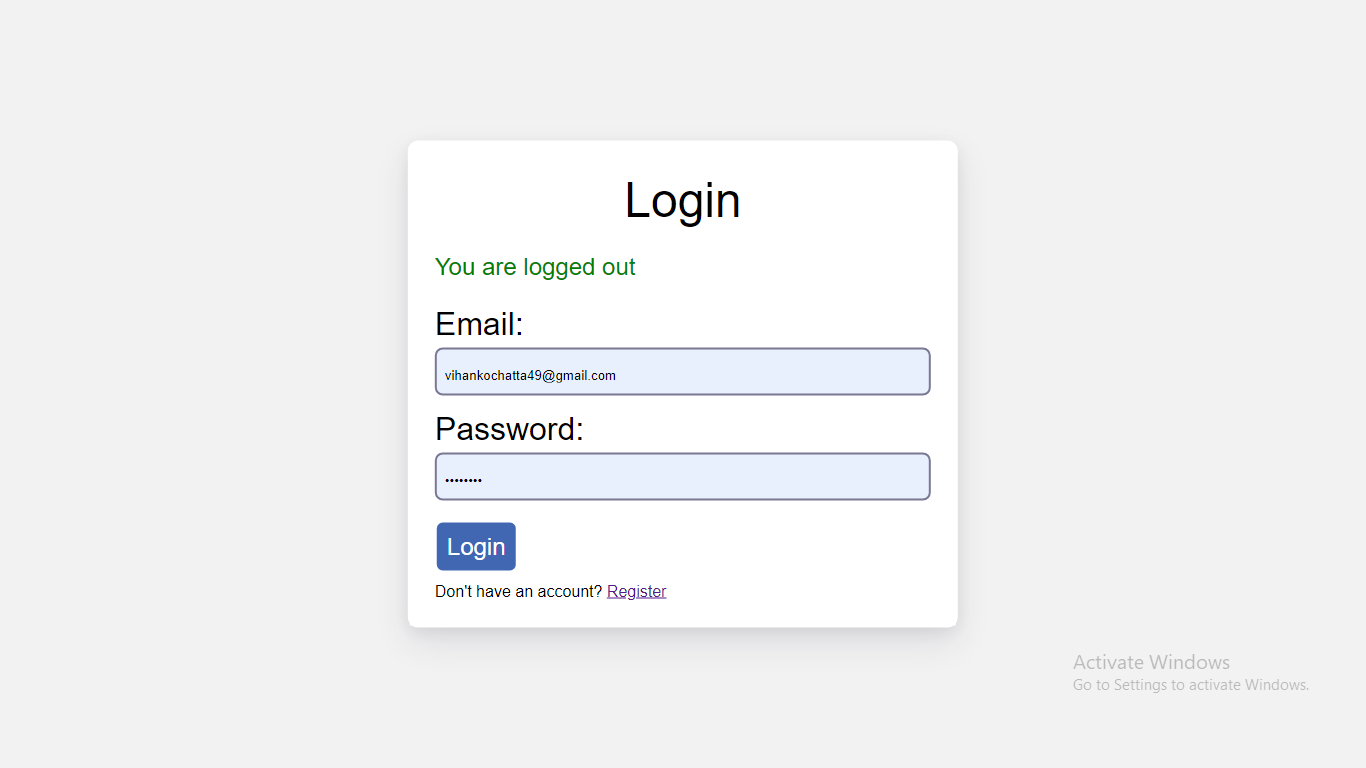 Login
You are logged out
Email:
vihankochatta49@gmail.com
Password:
••••••••
Login
Don't have an account? Register
Activate Windows
Go to Settings to activate Windows.